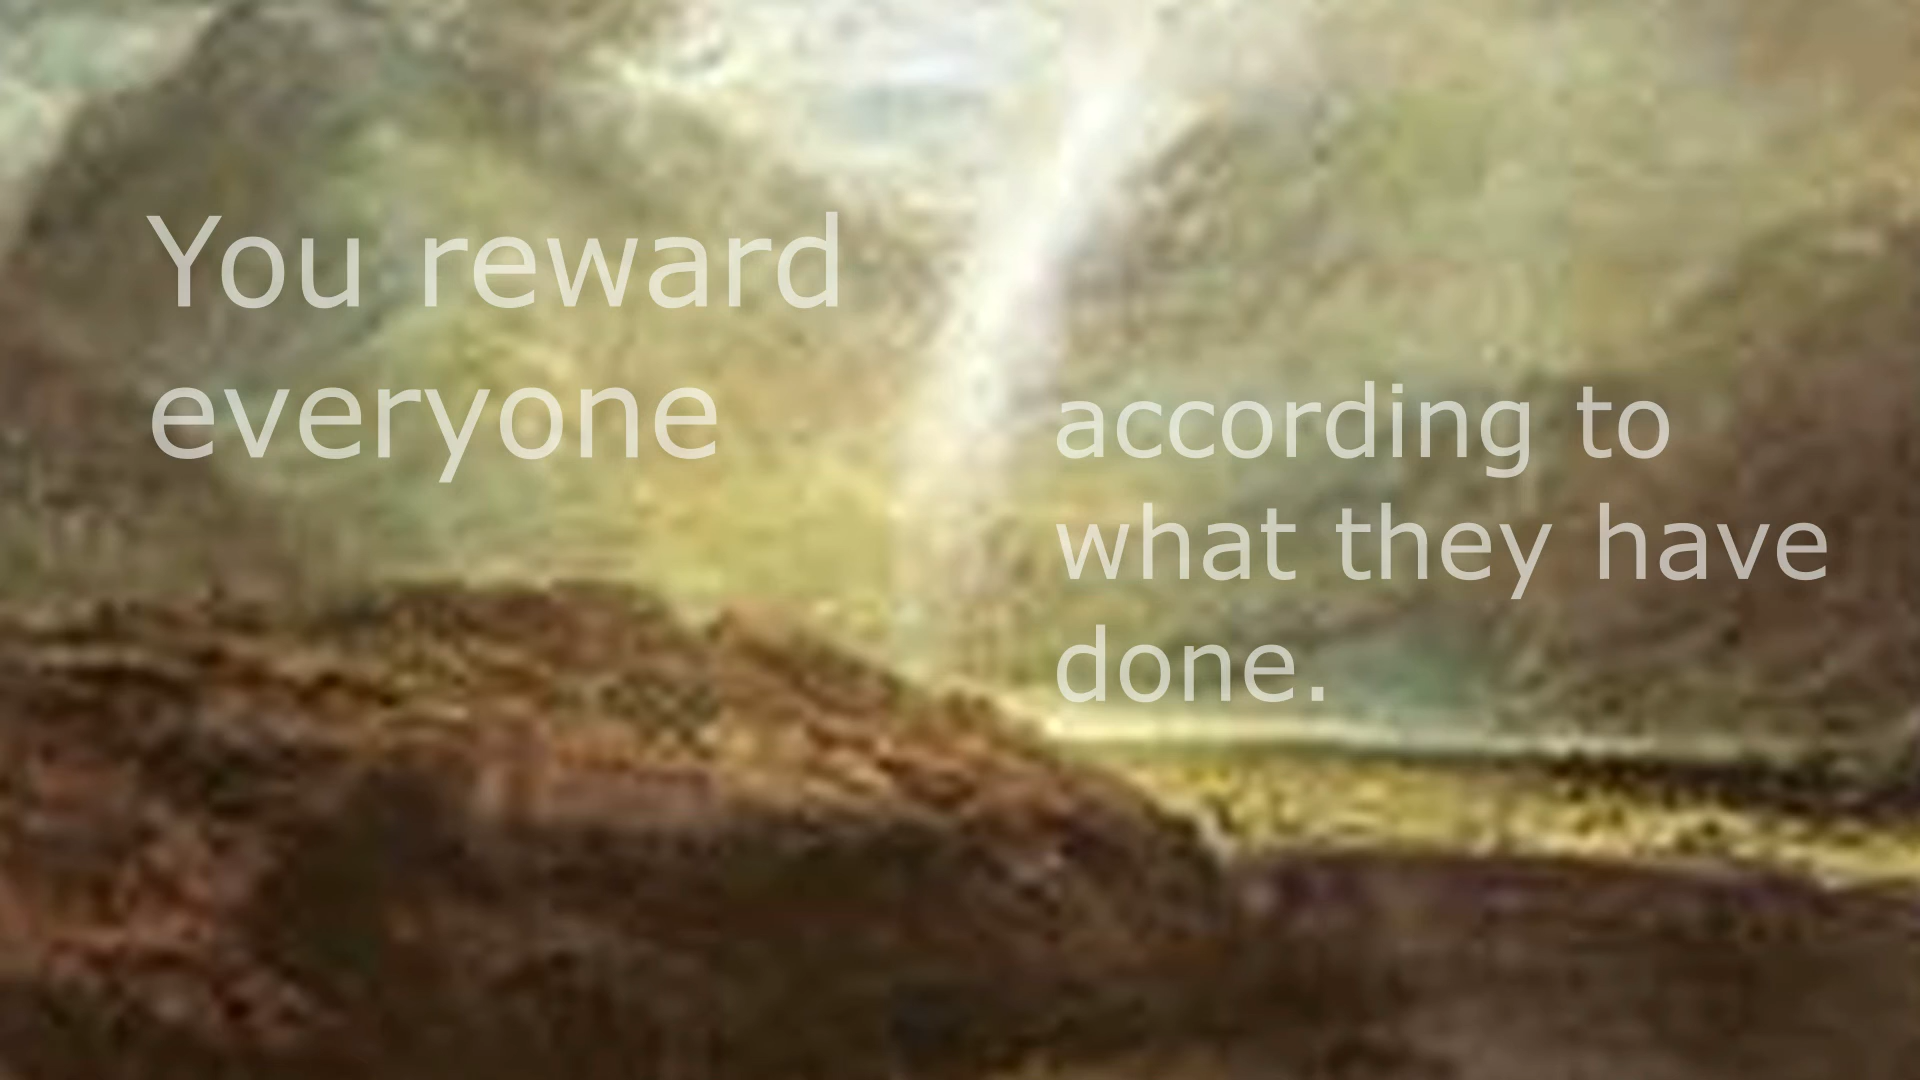 You reward
everyone
according to
what they have
done.